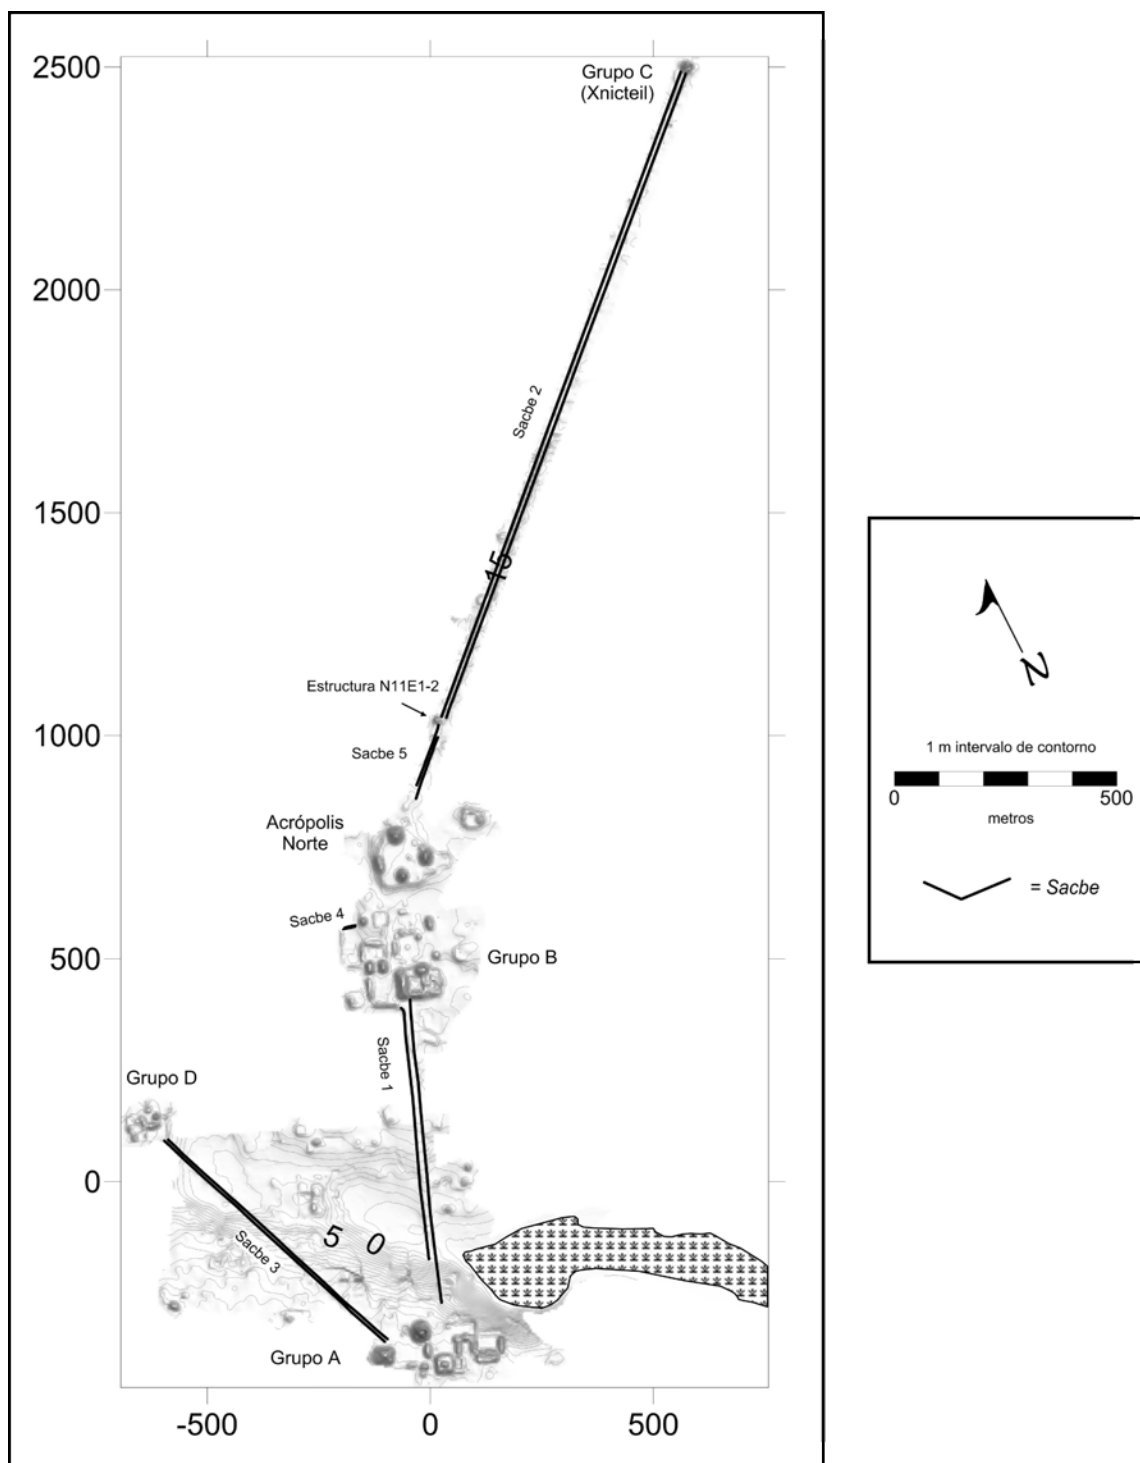 2500
Grupo C
(Xnicteil)
2000
Sacbe 2
1500
15
Estructura N11E1-2
1000
Sacbe 5
Acrópolis
Norte
Sacbe 4
500
Grupo B
Sacbe 1
Grupo D
0
50
Sacbe 3
Grupo A
-500
0
500
N
1 m intervalo de contorno
0
500
metros
= Sacbe